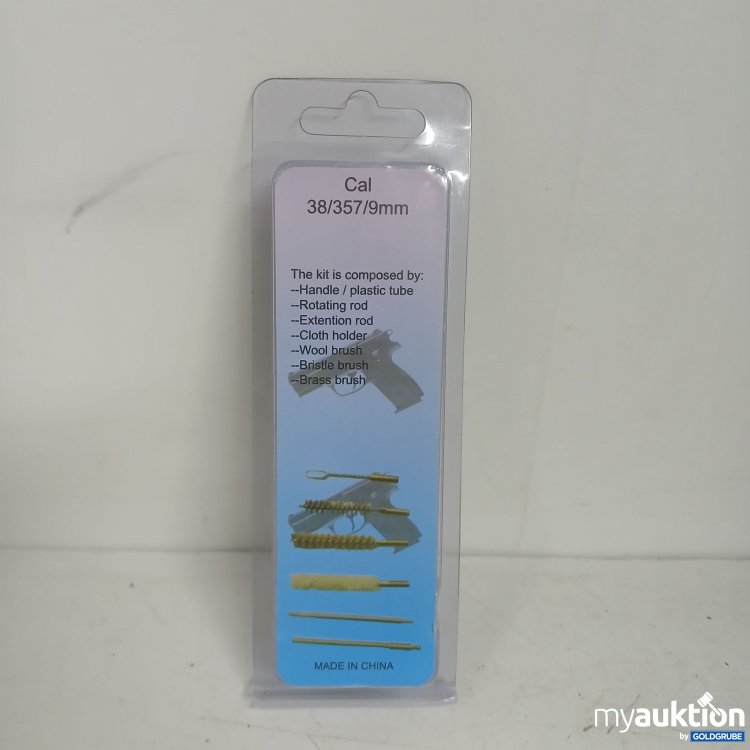 Cal
38/357/9mm
The kit is composed by:
--Handle / plastic tube
--Rotating rod
--Extention rod
--Cloth holder
--Wool brush
--Bristle brush
--Brass brush
MADE IN CHINA
myauktion
by GOLDGRUBE